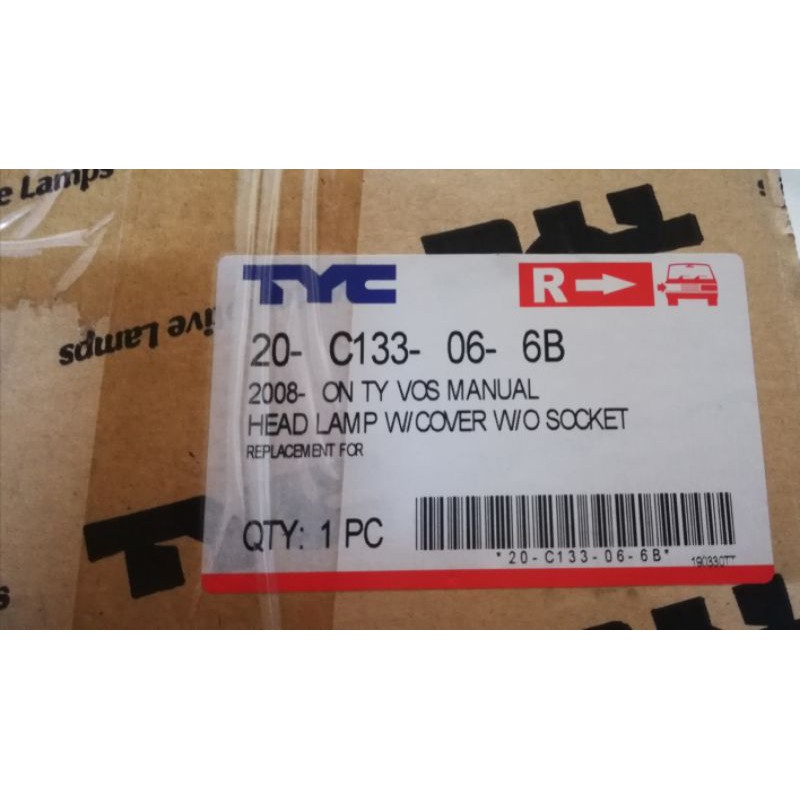 e Lamps
TYC
R
20- C133- 06- 6B
2008- ON TY VOS MANUAL
HEAD LAMP W/COVER W/O SOCKET
REPLACEMENT FOR
QTY: 1 PC
*20-C133-06-6B*
190330TT
tive Lamps